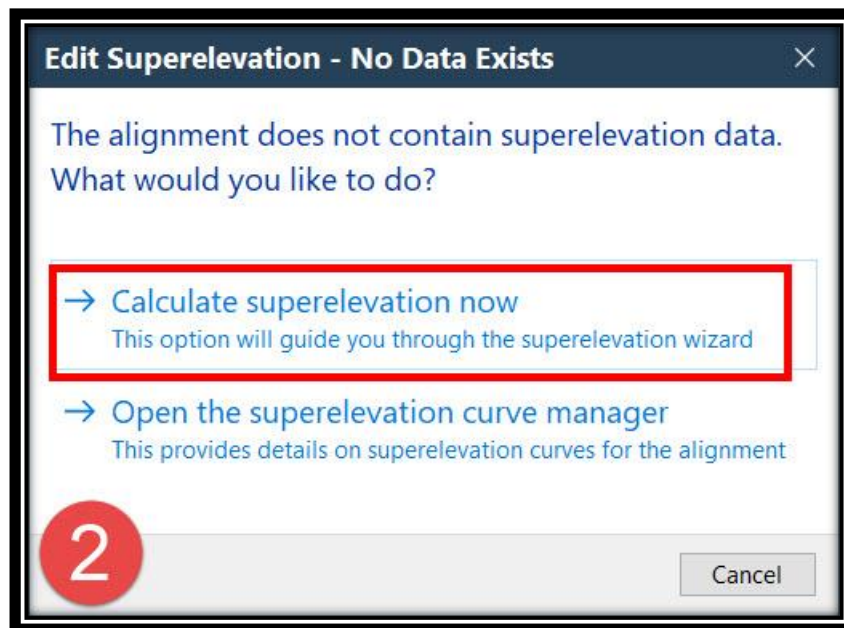 Edit Superelevation - No Data Exists
The alignment does not contain superelevation data.
What would you like to do?
→ Calculate superelevation now
This option will guide you through the superelevation wizard
→ Open the superelevation curve manager
This provides details on superelevation curves for the alignment
2
Cancel